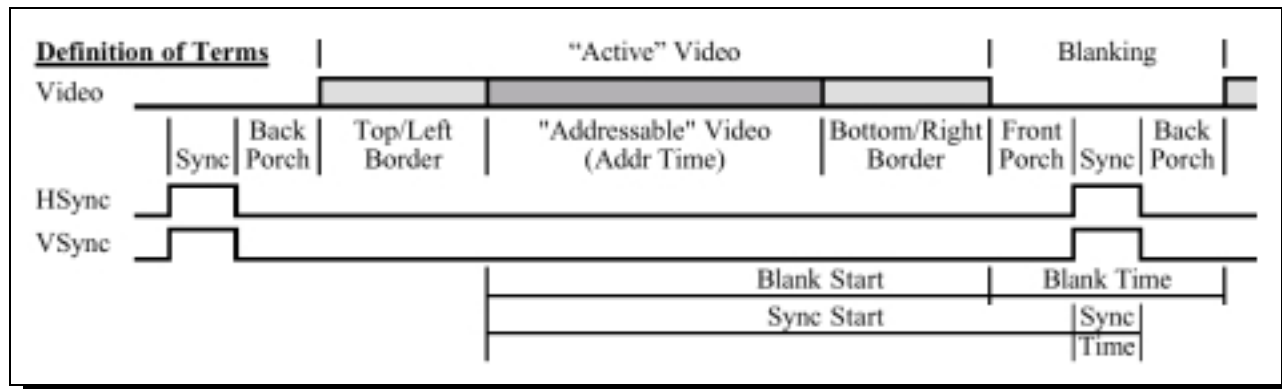 Definition of Terms
“Active” Video
Blanking
Video
Sync
Back
Porch
Top/Left
Border
"Addressable" Video
(Addr Time)
Bottom/Right
Border
Front
Porch
Sync
Back
Porch
HSync
VSync
Blank Start
Blank Time
Sync Start
Sync
Time